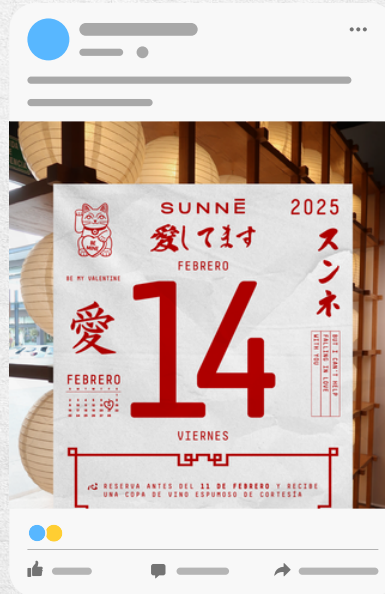 SUNNĒ
2025
愛してます
スンネ
FEBRERO
BE MINE
BE MY VALENTINE
愛
14
BUT I CAN'T HELP
FALLING IN LOVE
WITH YOU
FEBRERO
VIERNES
RESERVA ANTES DEL 11 DE FEBRERO Y RECIBE
UNA COPA DE VINO ESPUMOSO DE CORTESÍA